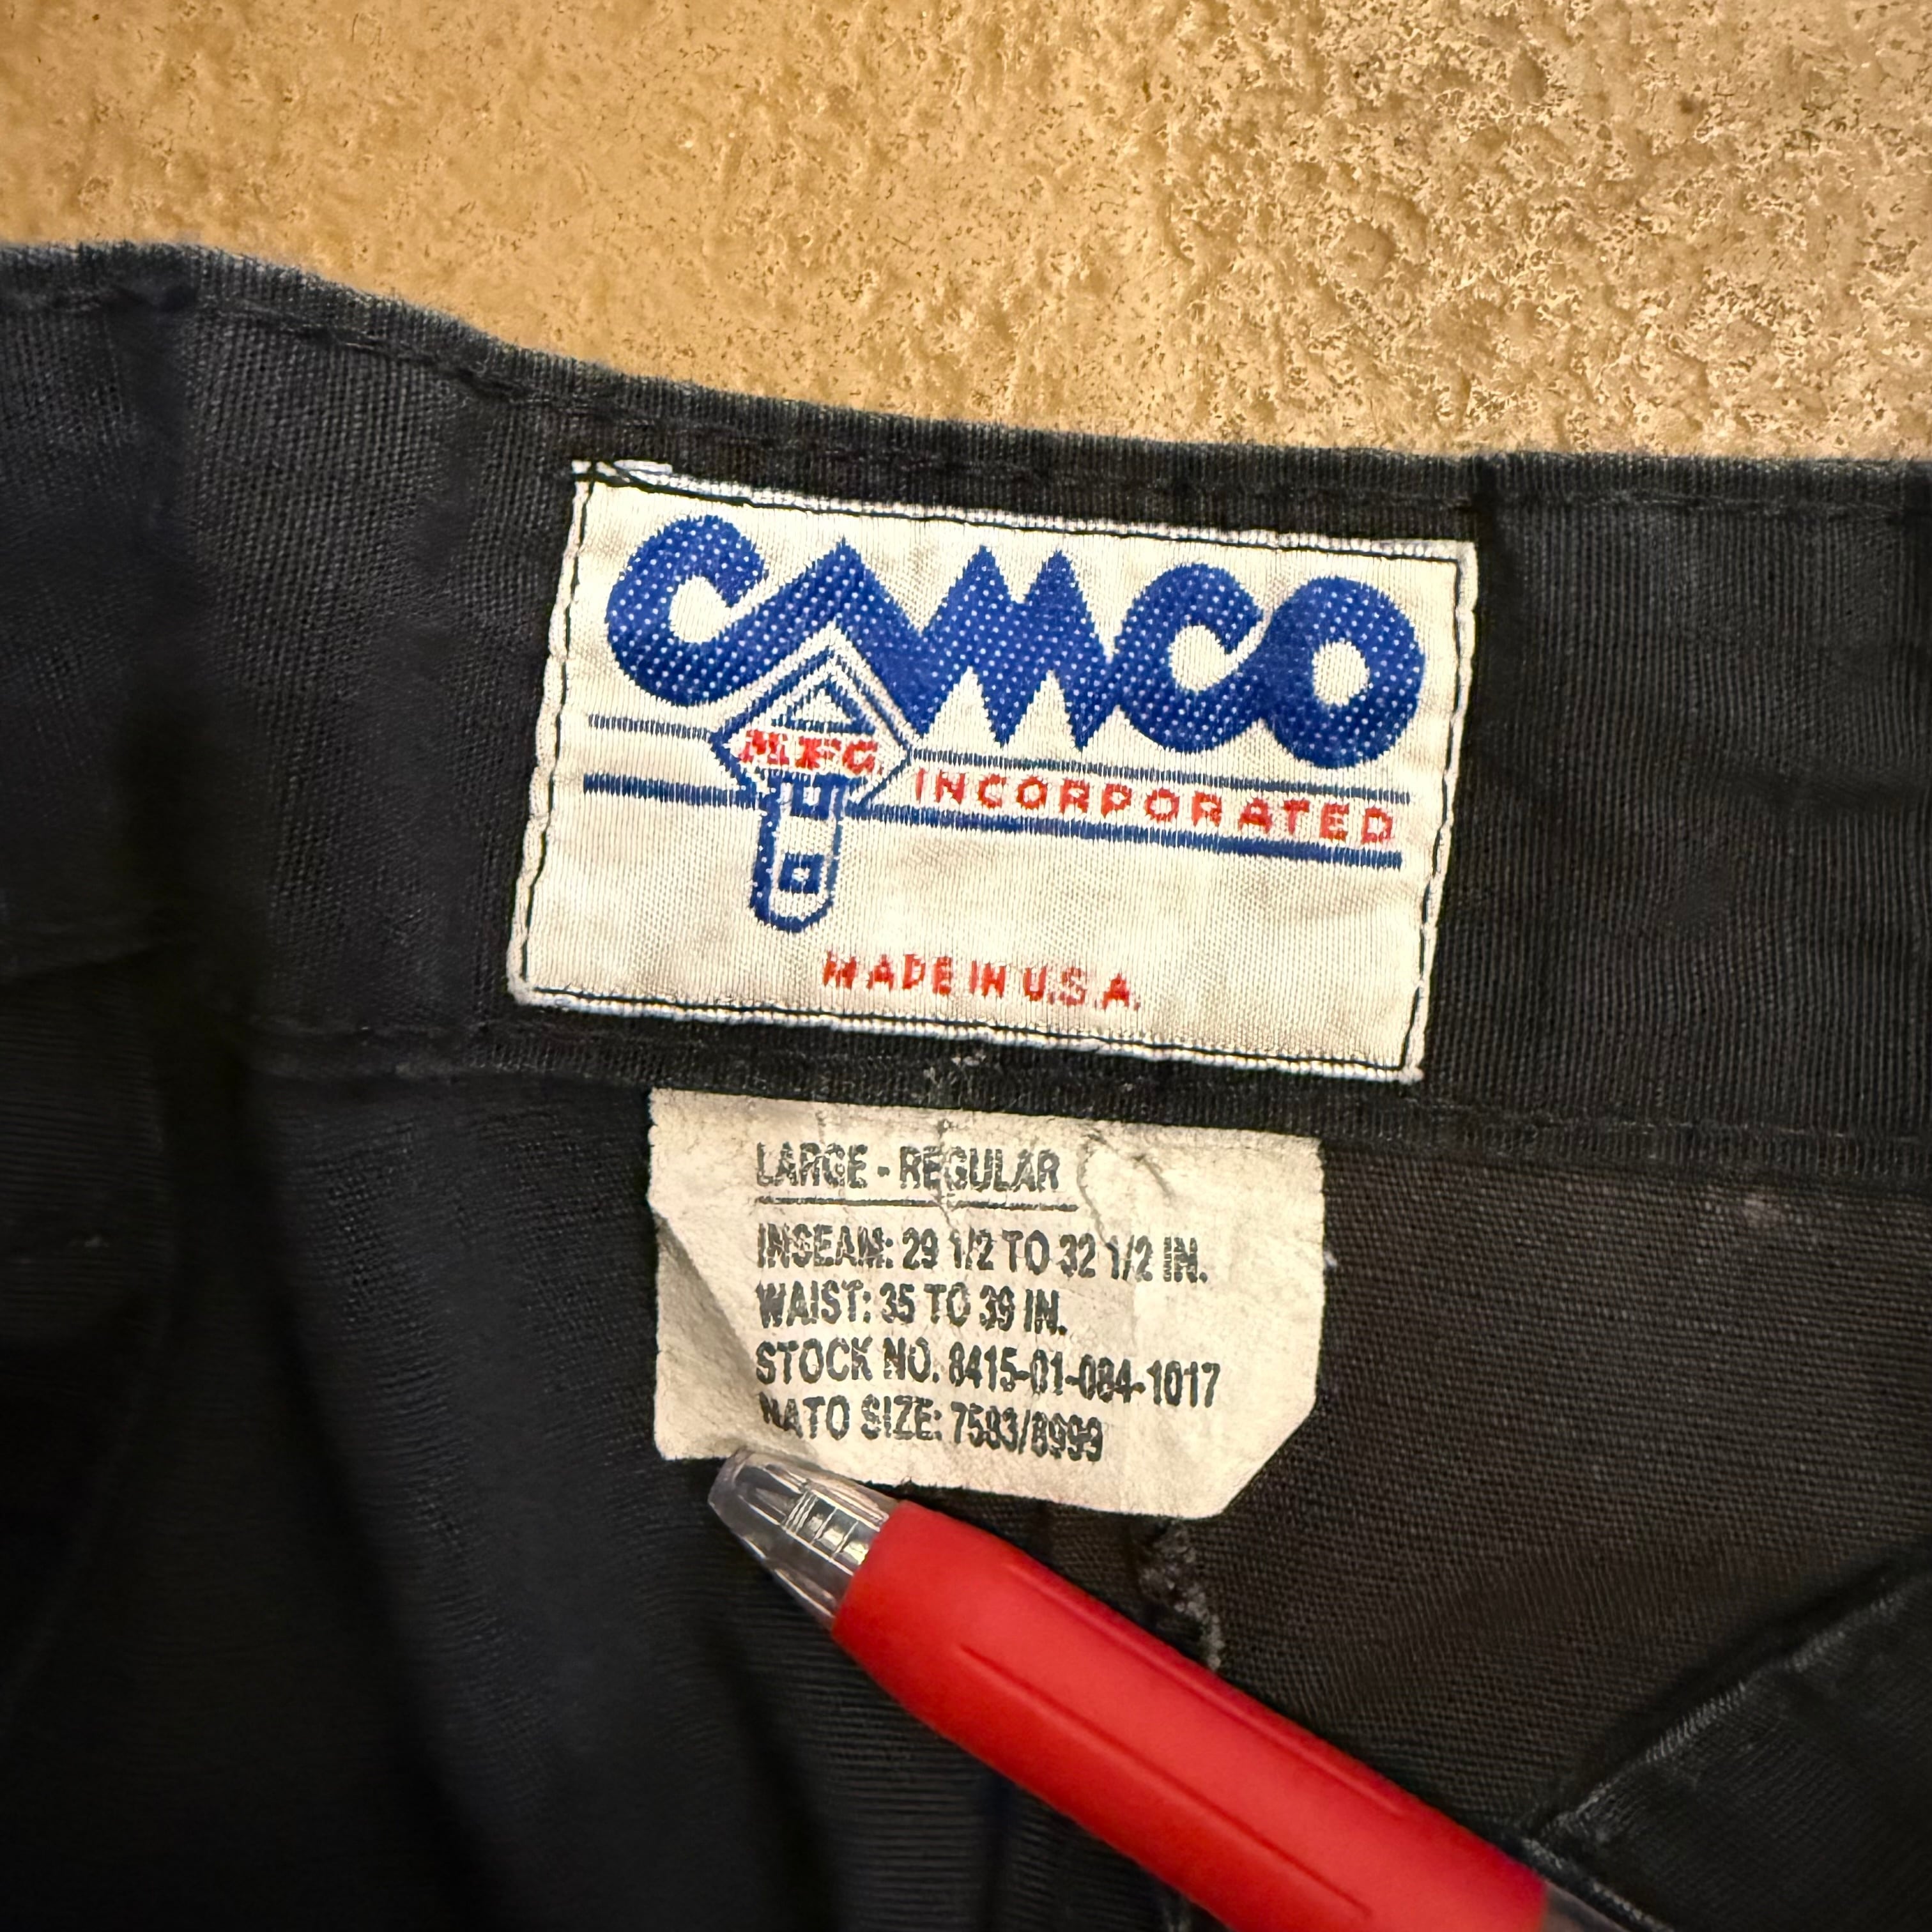 CAMCO
MFG. INCORPORATED
MADE IN U.S.A.
LARGE - REGULAR
INSEAM: 29 1/2 TO 32 1/2 IN.
WAIST: 35 TO 39 IN.
STOCK NO. 8415-01-084-1017
NATO SIZE: 7583/8999